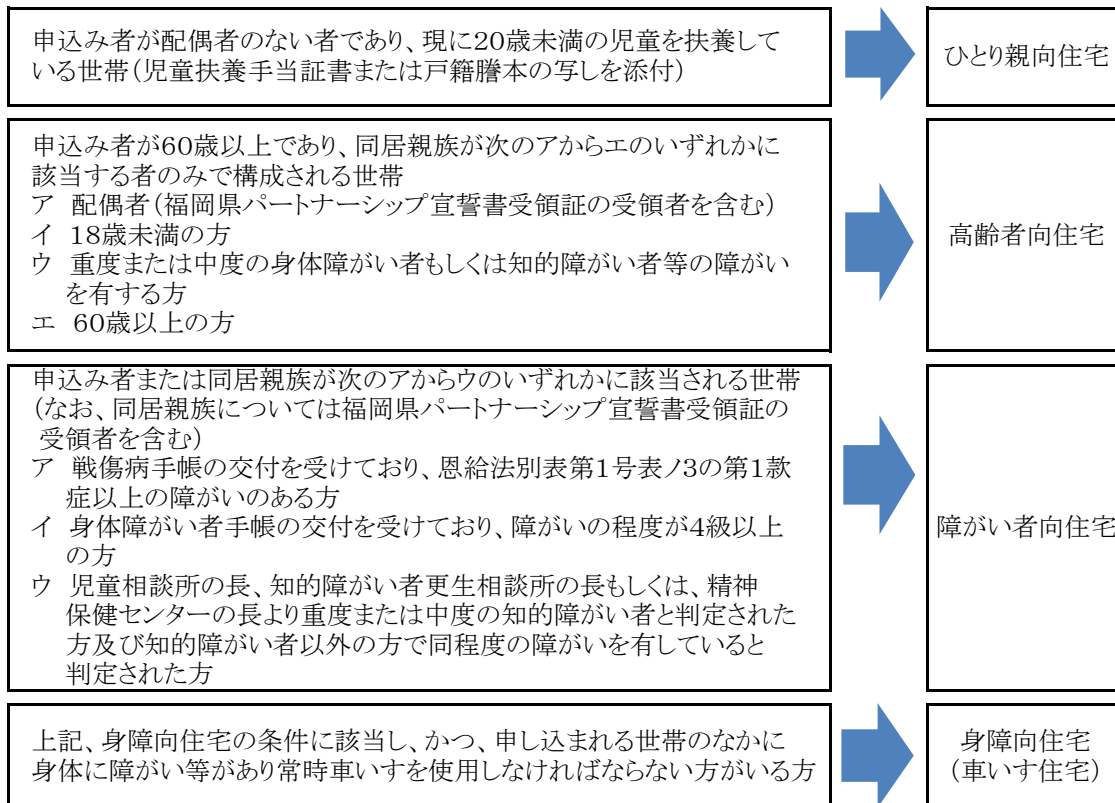 申込み者が配偶者のない者であり、現に20歳未満の児童を扶養して
いる世帯(児童扶養手当証書または戸籍謄本の写しを添付)
ひとり親向住宅
申込み者が60歳以上であり、同居親族が次のアからエのいずれかに
該当する者のみで構成される世帯
ア 配偶者(福岡県パートナーシップ宣誓書受領証の受領者を含む)
イ 18歳未満の方
ウ 重度または中度の身体障がい者もしくは知的障がい者等の障がい
を有する方
エ 60歳以上の方
高齢者向住宅
申込み者または同居親族が次のアからウのいずれかに該当される世帯
(なお、同居親族については福岡県パートナーシップ宣誓書受領証の
受領者を含む)
ア 戦傷病手帳の交付を受けており、恩給法別表第1号表ノ3の第1款
症以上の障がいのある方
イ 身体障がい者手帳の交付を受けており、障がいの程度が4級以上
の方
ウ 児童相談所の長、知的障がい者更生相談所の長もしくは、精神
保健センターの長より重度または中度の知的障がい者と判定された
方及び知的障がい者以外の方で同程度の障がいを有していると
判定された方
障がい者向住宅
上記、身障向住宅の条件に該当し、かつ、申し込まれる世帯のなかに
身体に障がい等があり常時車いすを使用しなければならない方がいる方
身障向住宅
(車いす住宅)